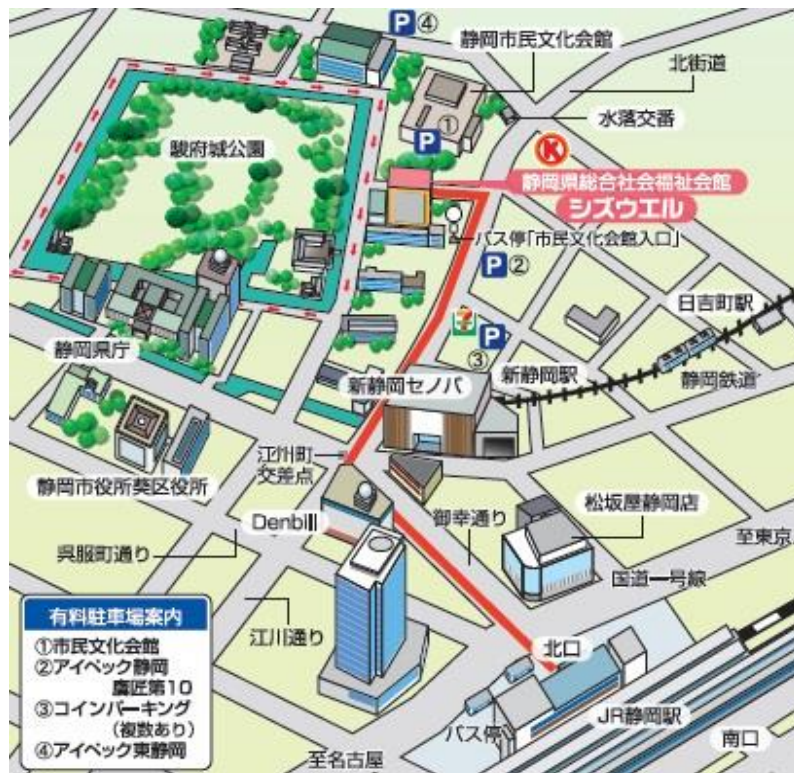 P④
静岡市民文化会館
北街道
①
水落交番
駿府城公園
P
K
静岡県総合社会福祉会館
シズウエル
バス停「市民文化会館入口」
P②
日吉町駅
7
P
③
静岡県庁
新静岡セノバ
新静岡駅
静岡鉄道
江川町
交差点
静岡市役所葵区役所
松坂屋静岡店
Denbill
御幸通り
至東京
呉服町通り
国道一号線
有料駐車場案内
①市民文化会館
②アイペック静岡
鷹匠第10
③コインパーキング
(複数あり)
④アイペック東静岡
江川通り
北口
JR静岡駅
バス停
南口
至名古屋